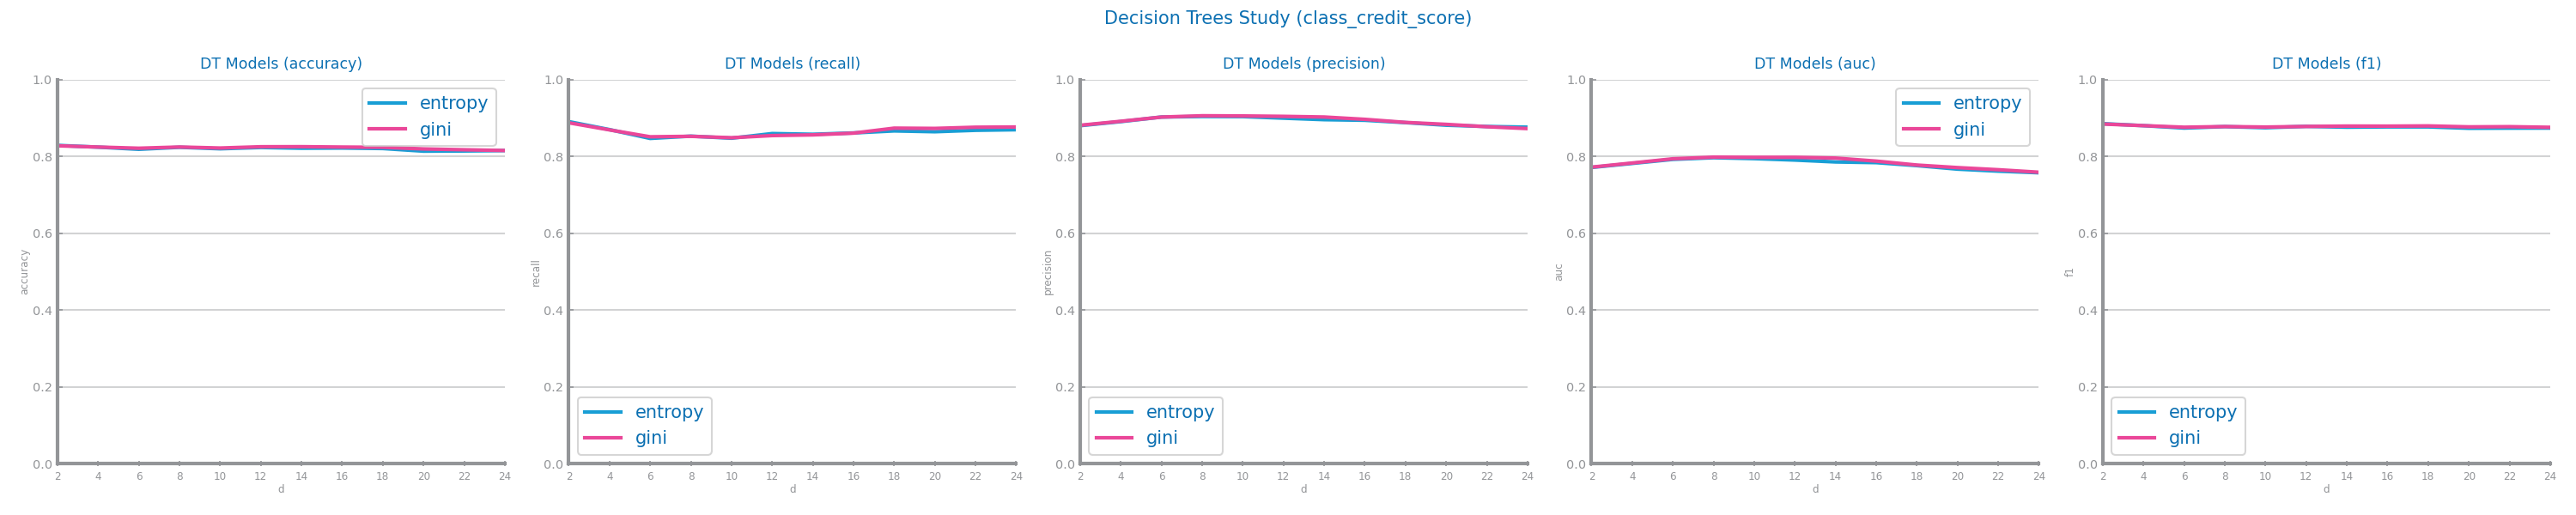 Decision Trees Study (class_credit_score)
DT Models (accuracy)
1.0
0.8
0.6
0.4
0.2
0.0
accuracy
2 4 6 8 10 12 14 16 18 20 22 24
d
entropy
gini
DT Models (recall)
1.0
0.8
0.6
0.4
0.2
0.0
recall
2 4 6 8 10 12 14 16 18 20 22 24
d
entropy
gini
DT Models (precision)
1.0
0.8
0.6
0.4
0.2
0.0
precision
2 4 6 8 10 12 14 16 18 20 22 24
d
entropy
gini
DT Models (auc)
1.0
0.8
0.6
0.4
0.2
0.0
auc
2 4 6 8 10 12 14 16 18 20 22 24
d
entropy
gini
DT Models (f1)
1.0
0.8
0.6
0.4
0.2
0.0
f1
2 4 6 8 10 12 14 16 18 20 22 24
d
entropy
gini